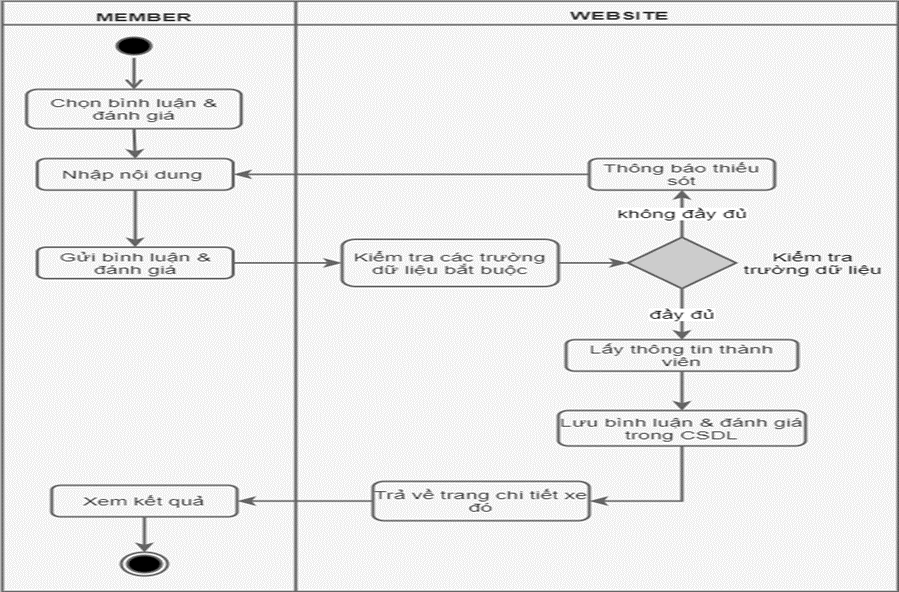 MEMBER
WEBSITE
Chọn bình luận &
đánh giá
Nhập nội dung
Thông báo thiếu
sót
không đầy đủ
Gửi bình luận &
đánh giá
Kiểm tra các trường
dữ liệu bắt buộc
Kiểm tra
trường dữ liệu
đầy đủ
Lấy thông tin thành
viên
Lưu bình luận & đánh giá
trong CSDL
Trả về trang chi tiết xe
đó
Xem kết quả